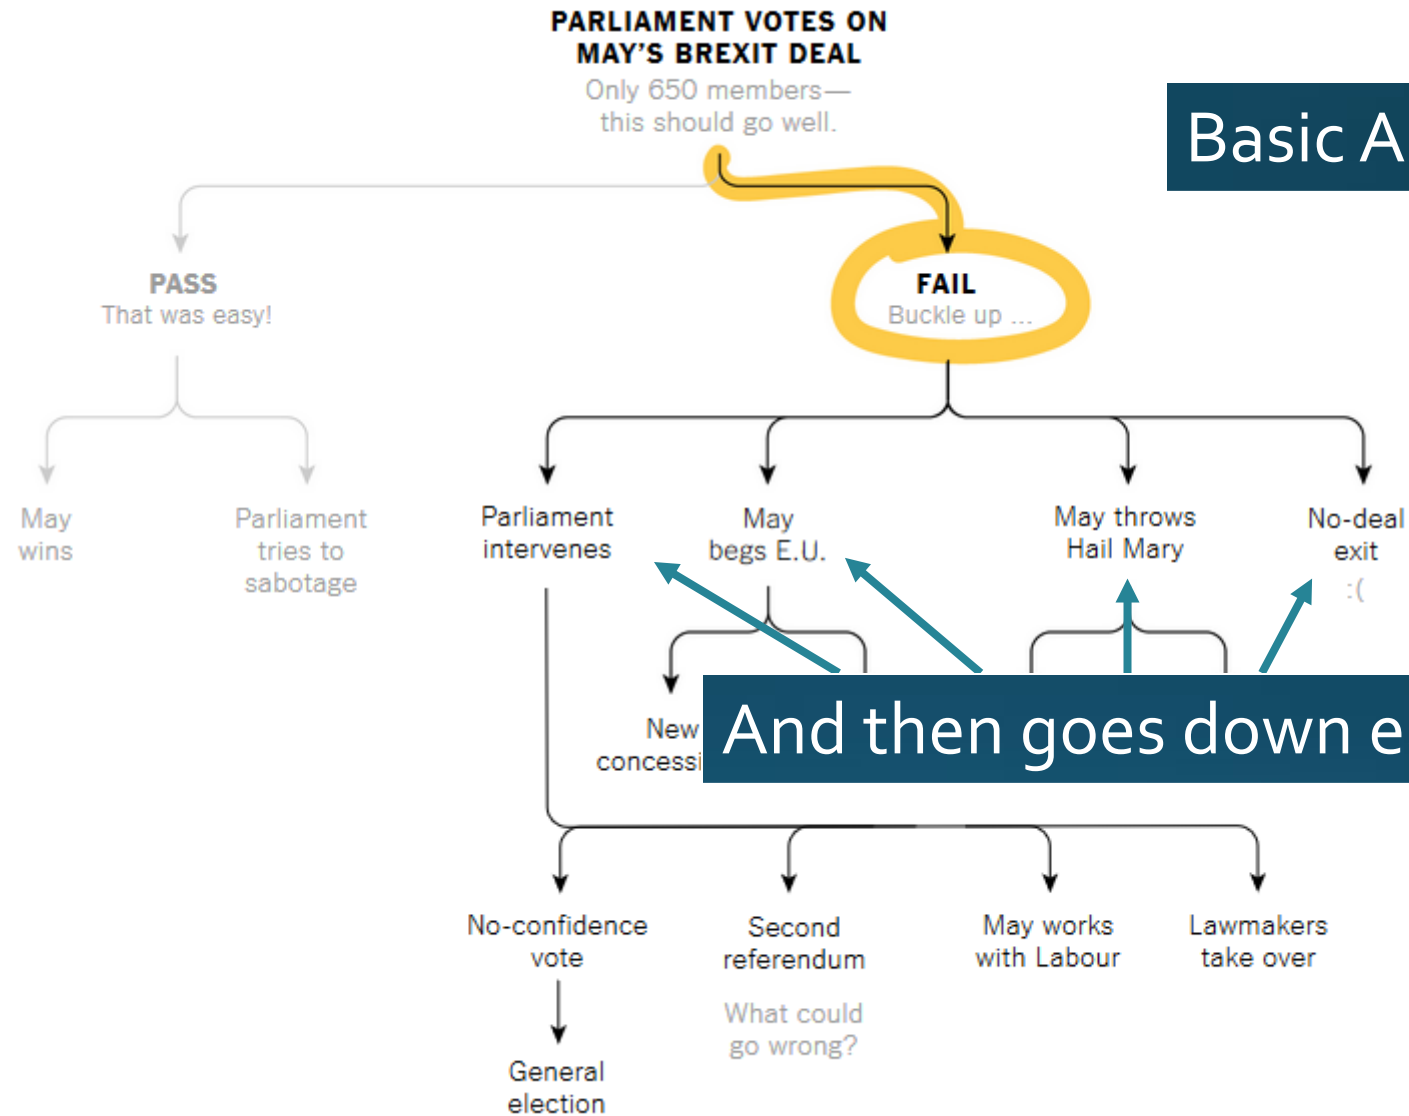 PARLIAMENT VOTES ON
MAY'S BREXIT DEAL
Only 650 members—
this should go well.
Basic A
PASS
That was easy!
FAIL
Buckle up ...
May
wins
Parliament
tries to
sabotage
Parliament
intervenes
May
begs E.U.
May throws
Hail Mary
No-deal
exit
:(
New
concessi
And then goes down e
No-confidence
vote
Second
referendum
What could
go wrong?
May works
with Labour
Lawmakers
take over
General
election